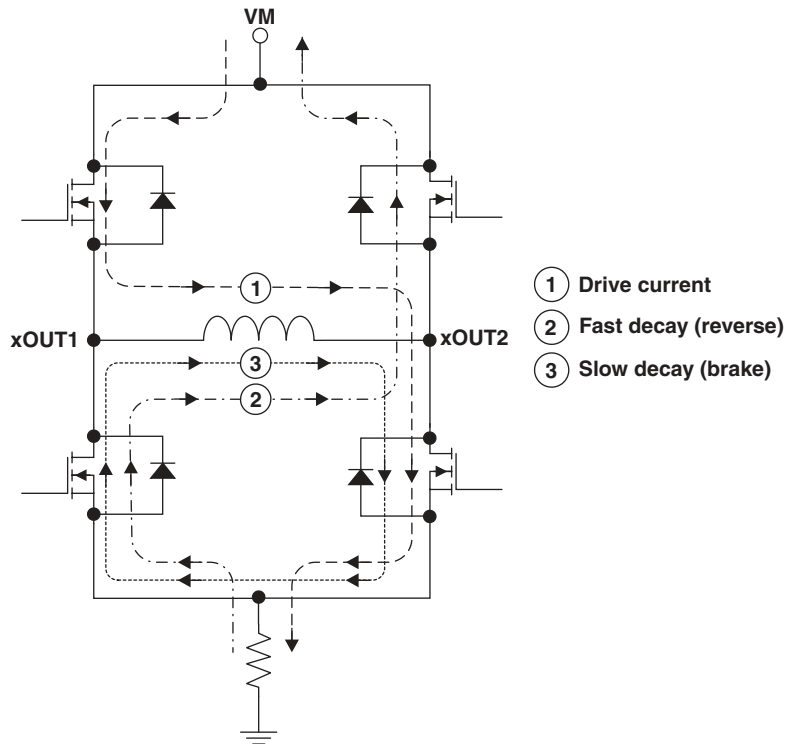 VM
1
xOUT1
xOUT2
3
2
1 Drive current
2 Fast decay (reverse)
3 Slow decay (brake)